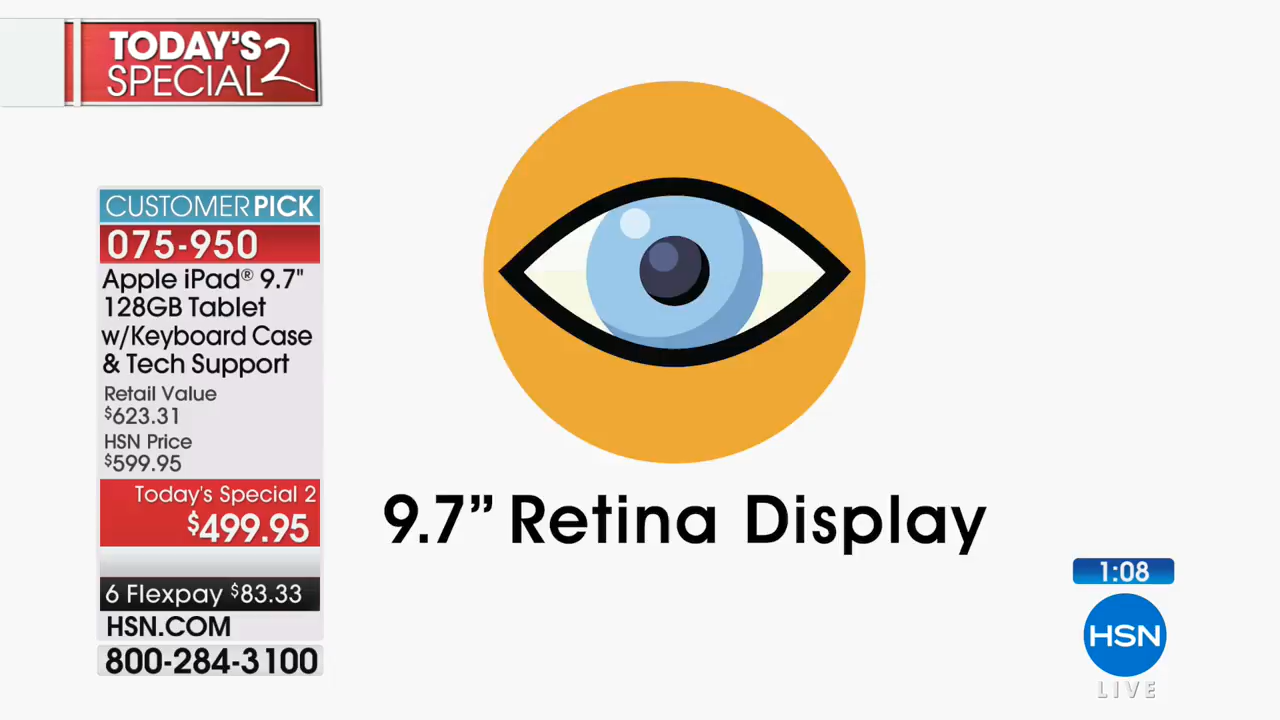 TODAY'S
SPECIAL 2
CUSTOMER PICK
075-950
Apple iPad® 9.7"
128GB Tablet
w/Keyboard Case
& Tech Support
Retail Value
$623.31
HSN Price
$599.95
Today's Special 2
$499.95
6 Flexpay $83.33
HSN.COM
800-284-3100
9.7” Retina Display
1:08
HSN
LIVE